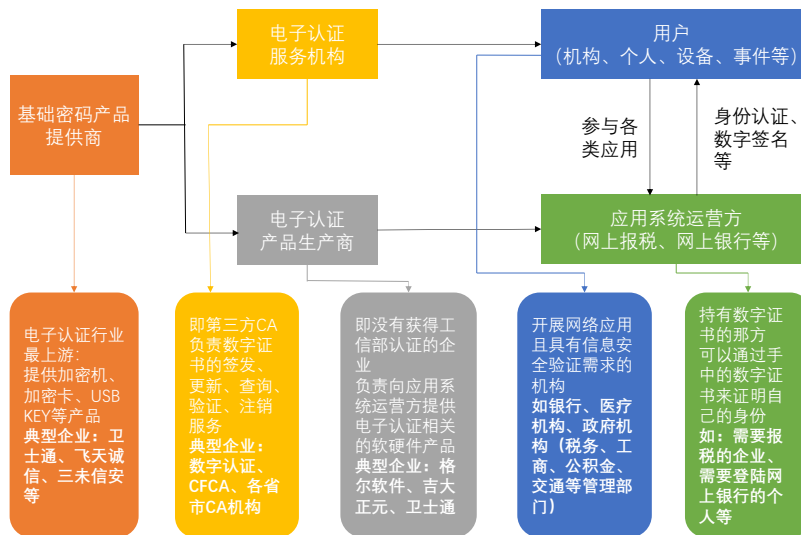 电子认证
服务机构
用户
（机构、个人、设备、事件等）
基础密码产品
提供商
参与各
类应用
身份认证、
数字签名
等
电子认证
产品生产商
应用系统运营方
（网上报税、网上银行等）
电子认证行业
最上游：
提供加密机、
加密卡、USB
KEY等产品
典型企业：卫
士通、飞天诚
信、三未信安
等
即第三方CA
负责数字证
书的签发、
更新、查询、
验证、注销
服务
典型企业：
数字认证、
CFCA、各省
市CA机构
即没有获得工
信部认证的企
业
负责向应用系
统运营方提供
电子认证相关
的软硬件产品
典型企业：格
尔软件、吉大
正元、卫士通
开展网络应用
且具有信息安
全验证需求的
机构
如银行、医疗
机构、政府机
构（税务、工
商、公积金、
交通等管理部
门）
持有数字证
书的那方
可以通过手
中的数字证
书来证明自
己的身份
如：需要报
税的企业、
需要登陆网
上银行的个
人等